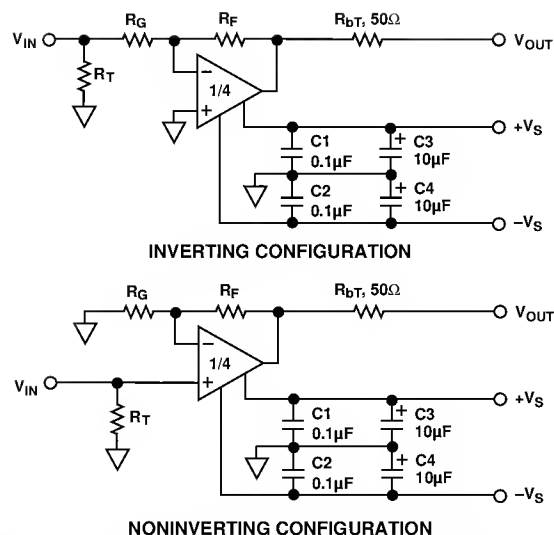 RG RF RbT, 50Ω
VIN VOUT
RT
−
1/4
+
+VS
C1 + C3
0.1µF 10µF
C2 + C4
0.1µF 10µF
−VS
INVERTING CONFIGURATION
RG RF RbT, 50Ω
VOUT
−
1/4
VIN +
+VS
RT
C1 + C3
0.1µF 10µF
C2 + C4
0.1µF 10µF
−VS
NONINVERTING CONFIGURATION